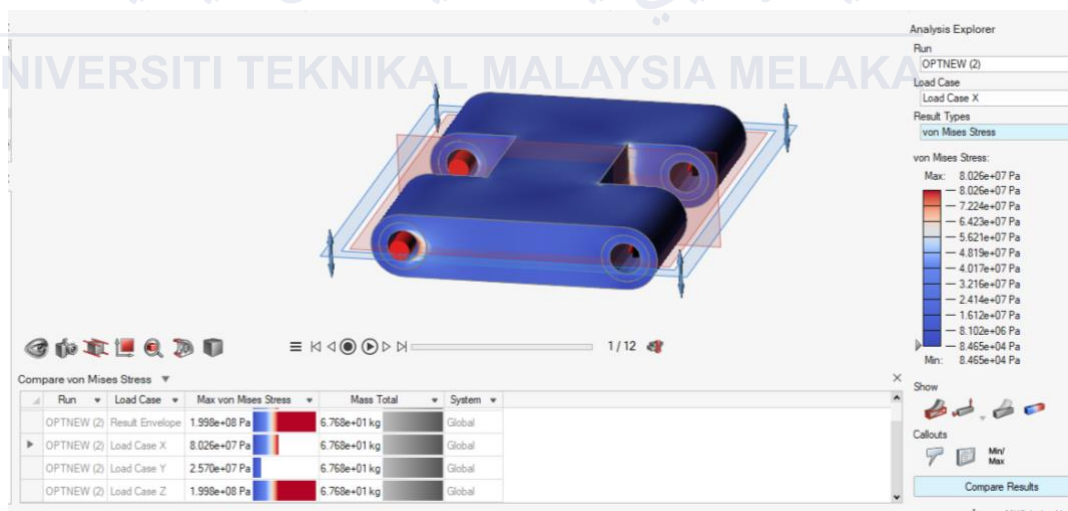 UNIVERSITI TEKNIKAL MALAYSIA MELAKA
Analysis Explorer
Run
OPTNEW (2)
Load Case
Load Case X
Result Types
von Mises Stress
von Mises Stress:
Max: 8.026e+07 Pa
8.026e+07 Pa
7.224e+07 Pa
6.423e+07 Pa
5.621e+07 Pa
4.819e+07 Pa
4.017e+07 Pa
3.216e+07 Pa
2.414e+07 Pa
1.612e+07 Pa
8.102e+06 Pa
8.465e+04 Pa
Min: 8.465e+04 Pa
Show
Callouts
Min/
Max
Compare Results
1/12
Compare von Mises Stress
Run Load Case Max von Mises Stress Mass Total System
OPTNEW (2) Result Envelope 1.998e+08 Pa 6.768e+01 kg Global
OPTNEW (2) Load Case X 8.026e+07 Pa 6.768e+01 kg Global
OPTNEW (2) Load Case Y 2.570e+07 Pa 6.768e+01 kg Global
OPTNEW (2) Load Case Z 1.998e+08 Pa 6.768e+01 kg Global